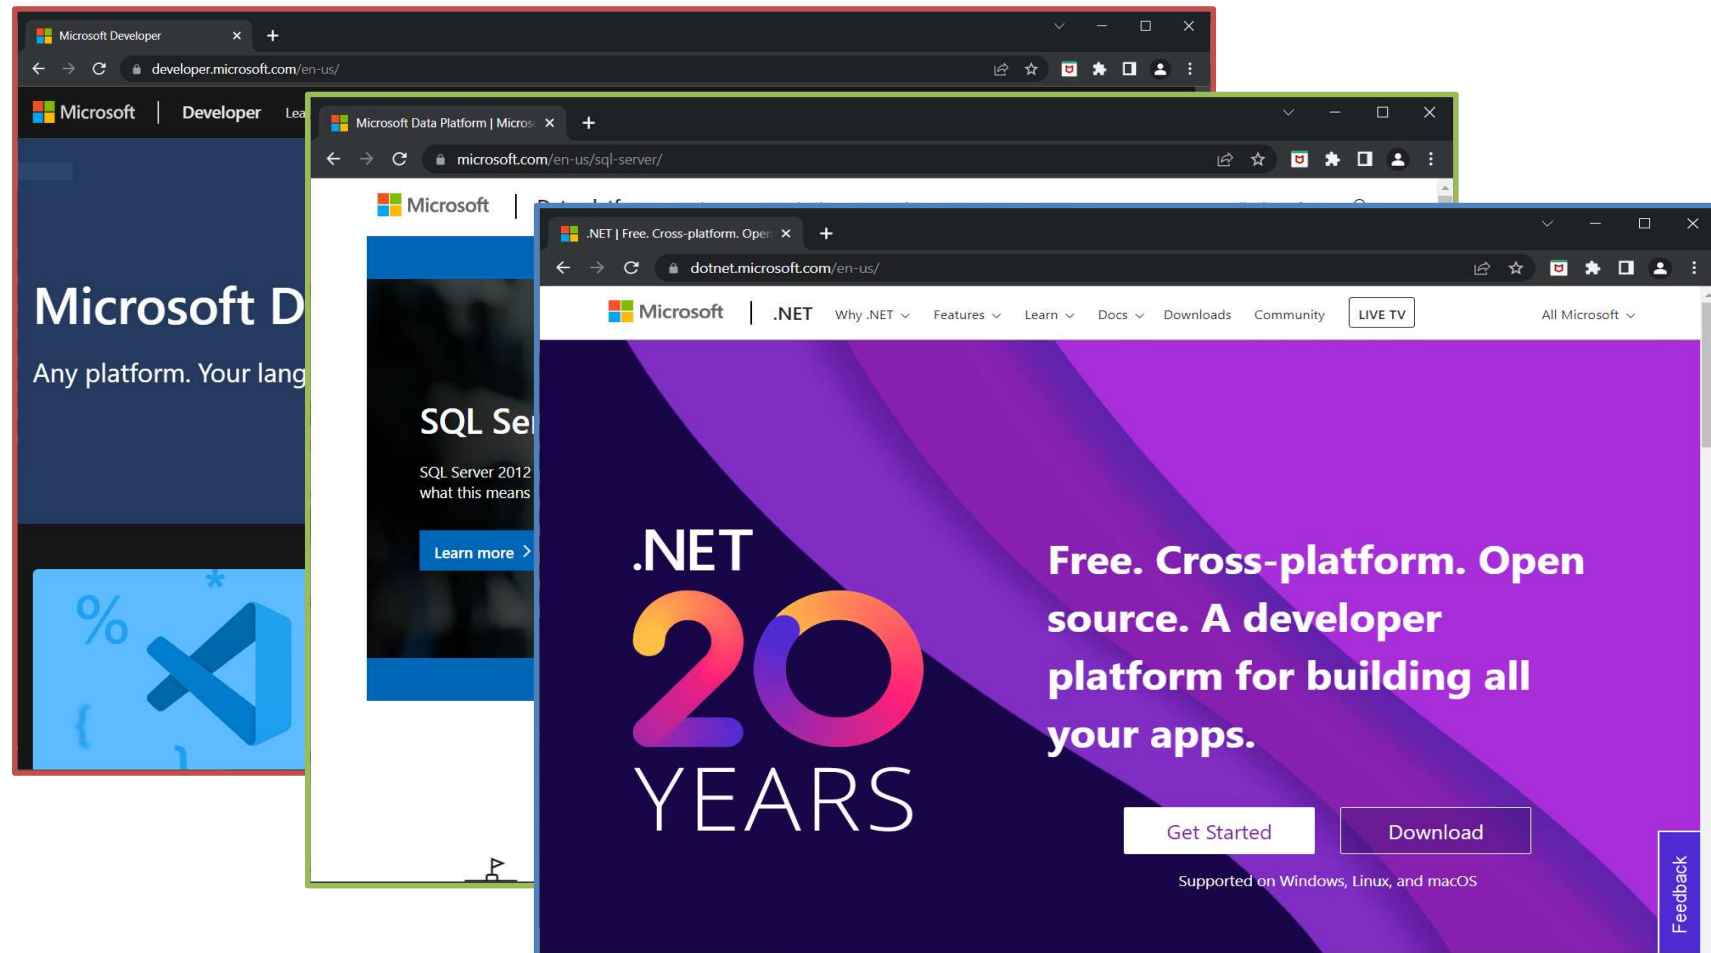 Microsoft Developer
developer.microsoft.com/en-us/
Microsoft | Developer
Microsoft D
Any platform. Your lang
%
*
{
}
Microsoft Data Platform | Micros
microsoft.com/en-us/sql-server/
Microsoft
SQL Se
SQL Server 2012
what this means
Learn more >
.NET | Free. Cross-platform. Open
dotnet.microsoft.com/en-us/
Microsoft | .NET Why .NET Features Learn Docs Downloads Community LIVE TV All Microsoft
.NET
20
YEARS
Free. Cross-platform. Open
source. A developer
platform for building all
your apps.
Get Started Download
Supported on Windows, Linux, and macOS
Feedback